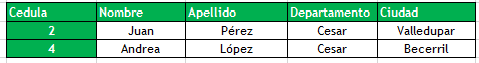 Cedula Nombre Apellido Departamento Ciudad
2 Juan Pérez Cesar Valledupar
4 Andrea López Cesar Becerril